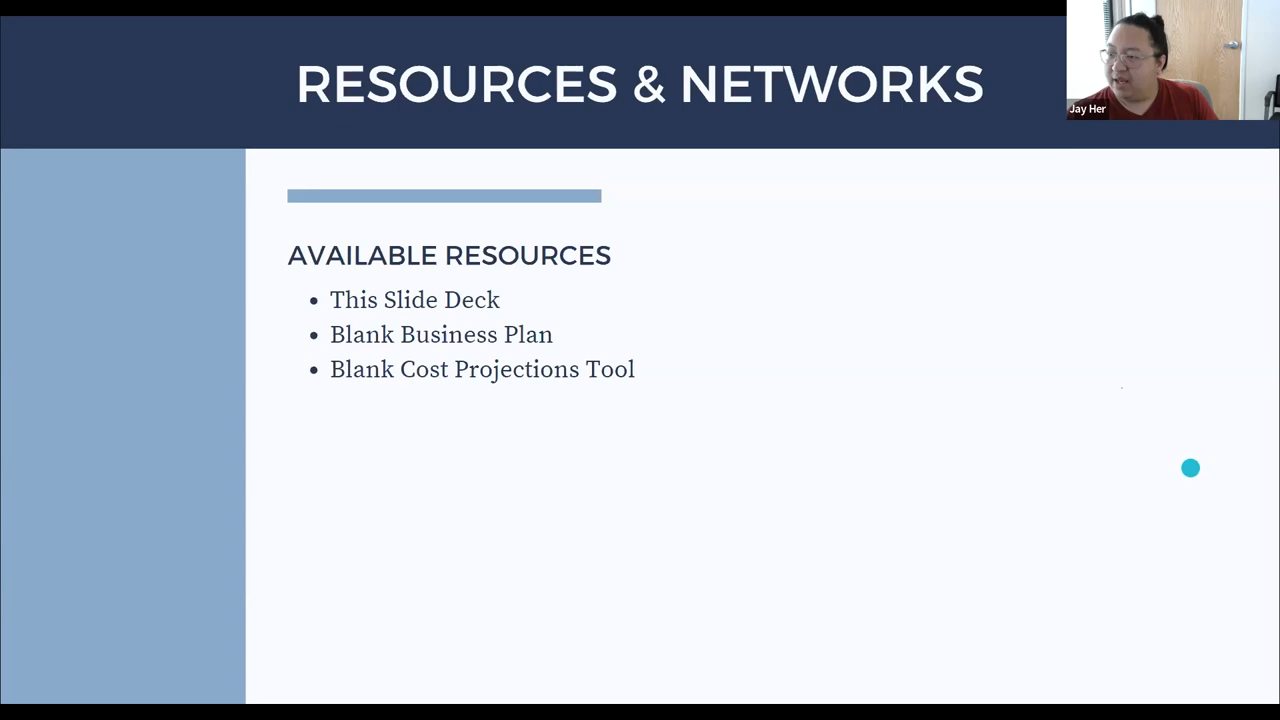 RESOURCES & NETWORKS
Jay Her
AVAILABLE RESOURCES
• This Slide Deck
• Blank Business Plan
• Blank Cost Projections Tool